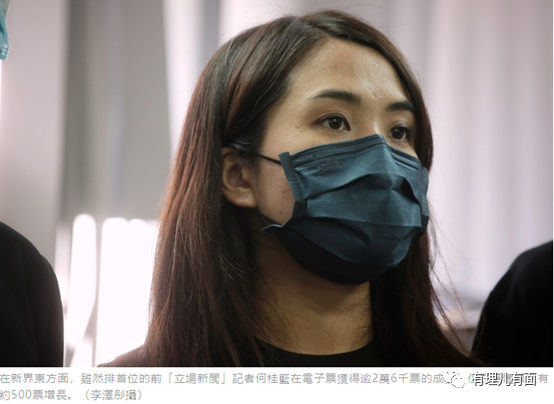 在新界東方面，雖然排首位的前「立場新聞」記者何桂藍在電子票獲得逾2萬6千票的成 有理儿有面
約500票增長。（李澤彤攝）